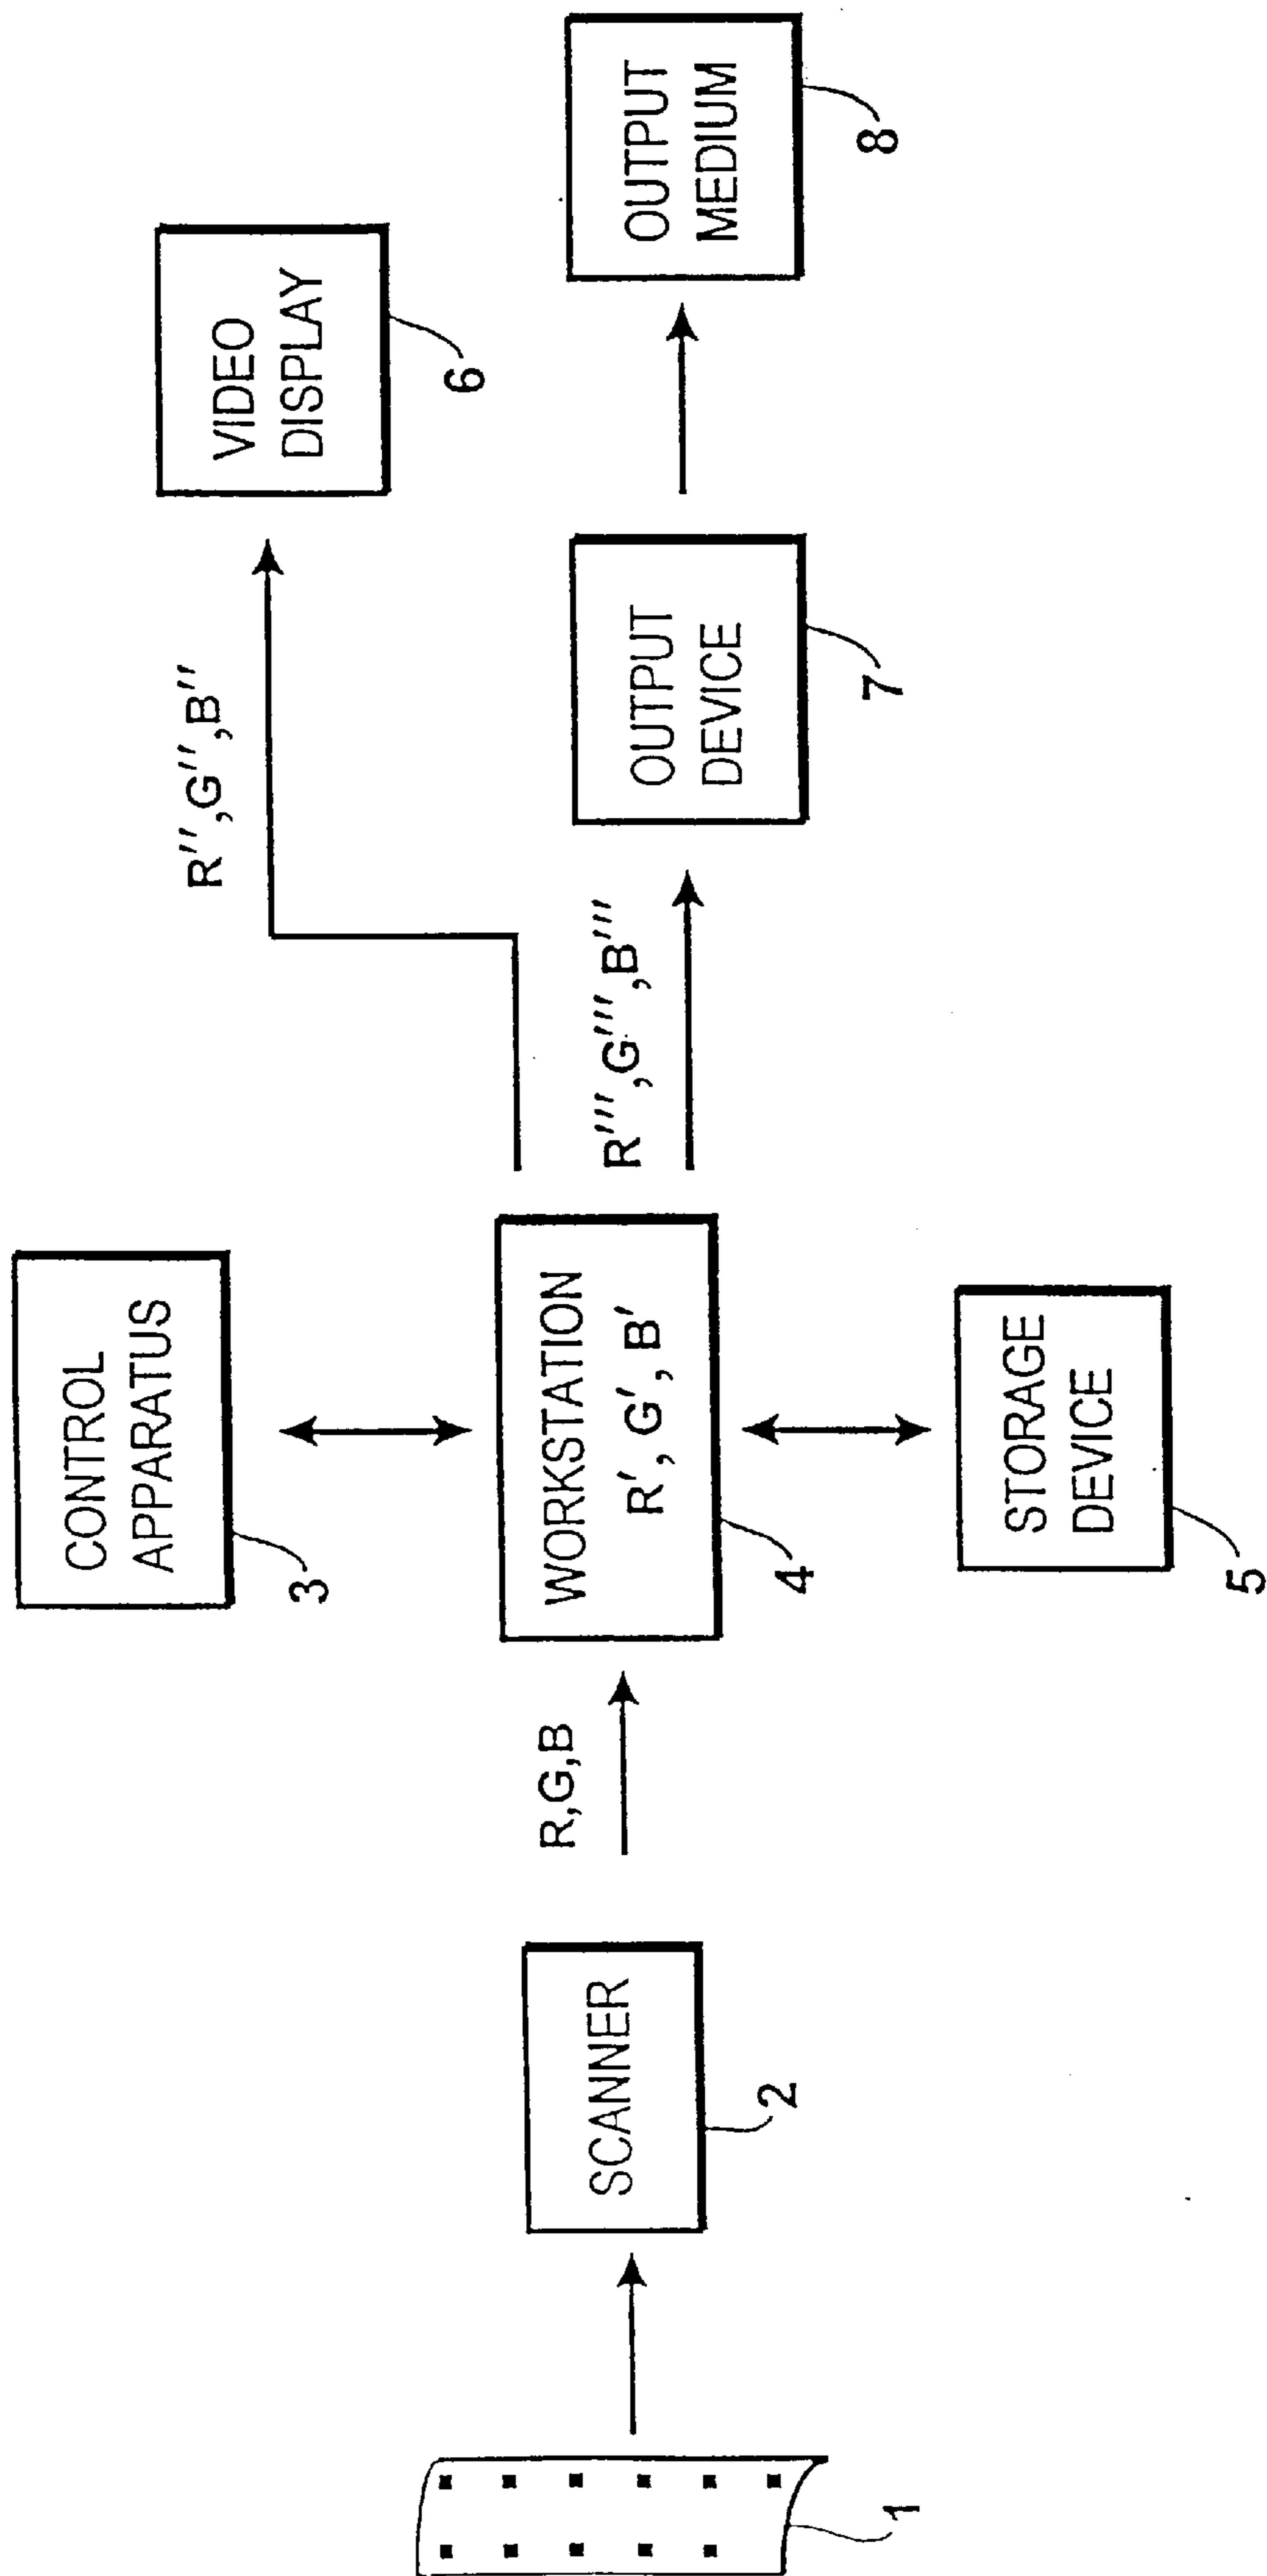 CONTROL
APPARATUS
3
R,G,B
WORKSTATION
R′, G′, B′
4
STORAGE
DEVICE
5
SCANNER
2
1
R′′,G′′,B′′
VIDEO
DISPLAY
6
R′′′,G′′′,B′′′
OUTPUT
DEVICE
7
OUTPUT
MEDIUM
8